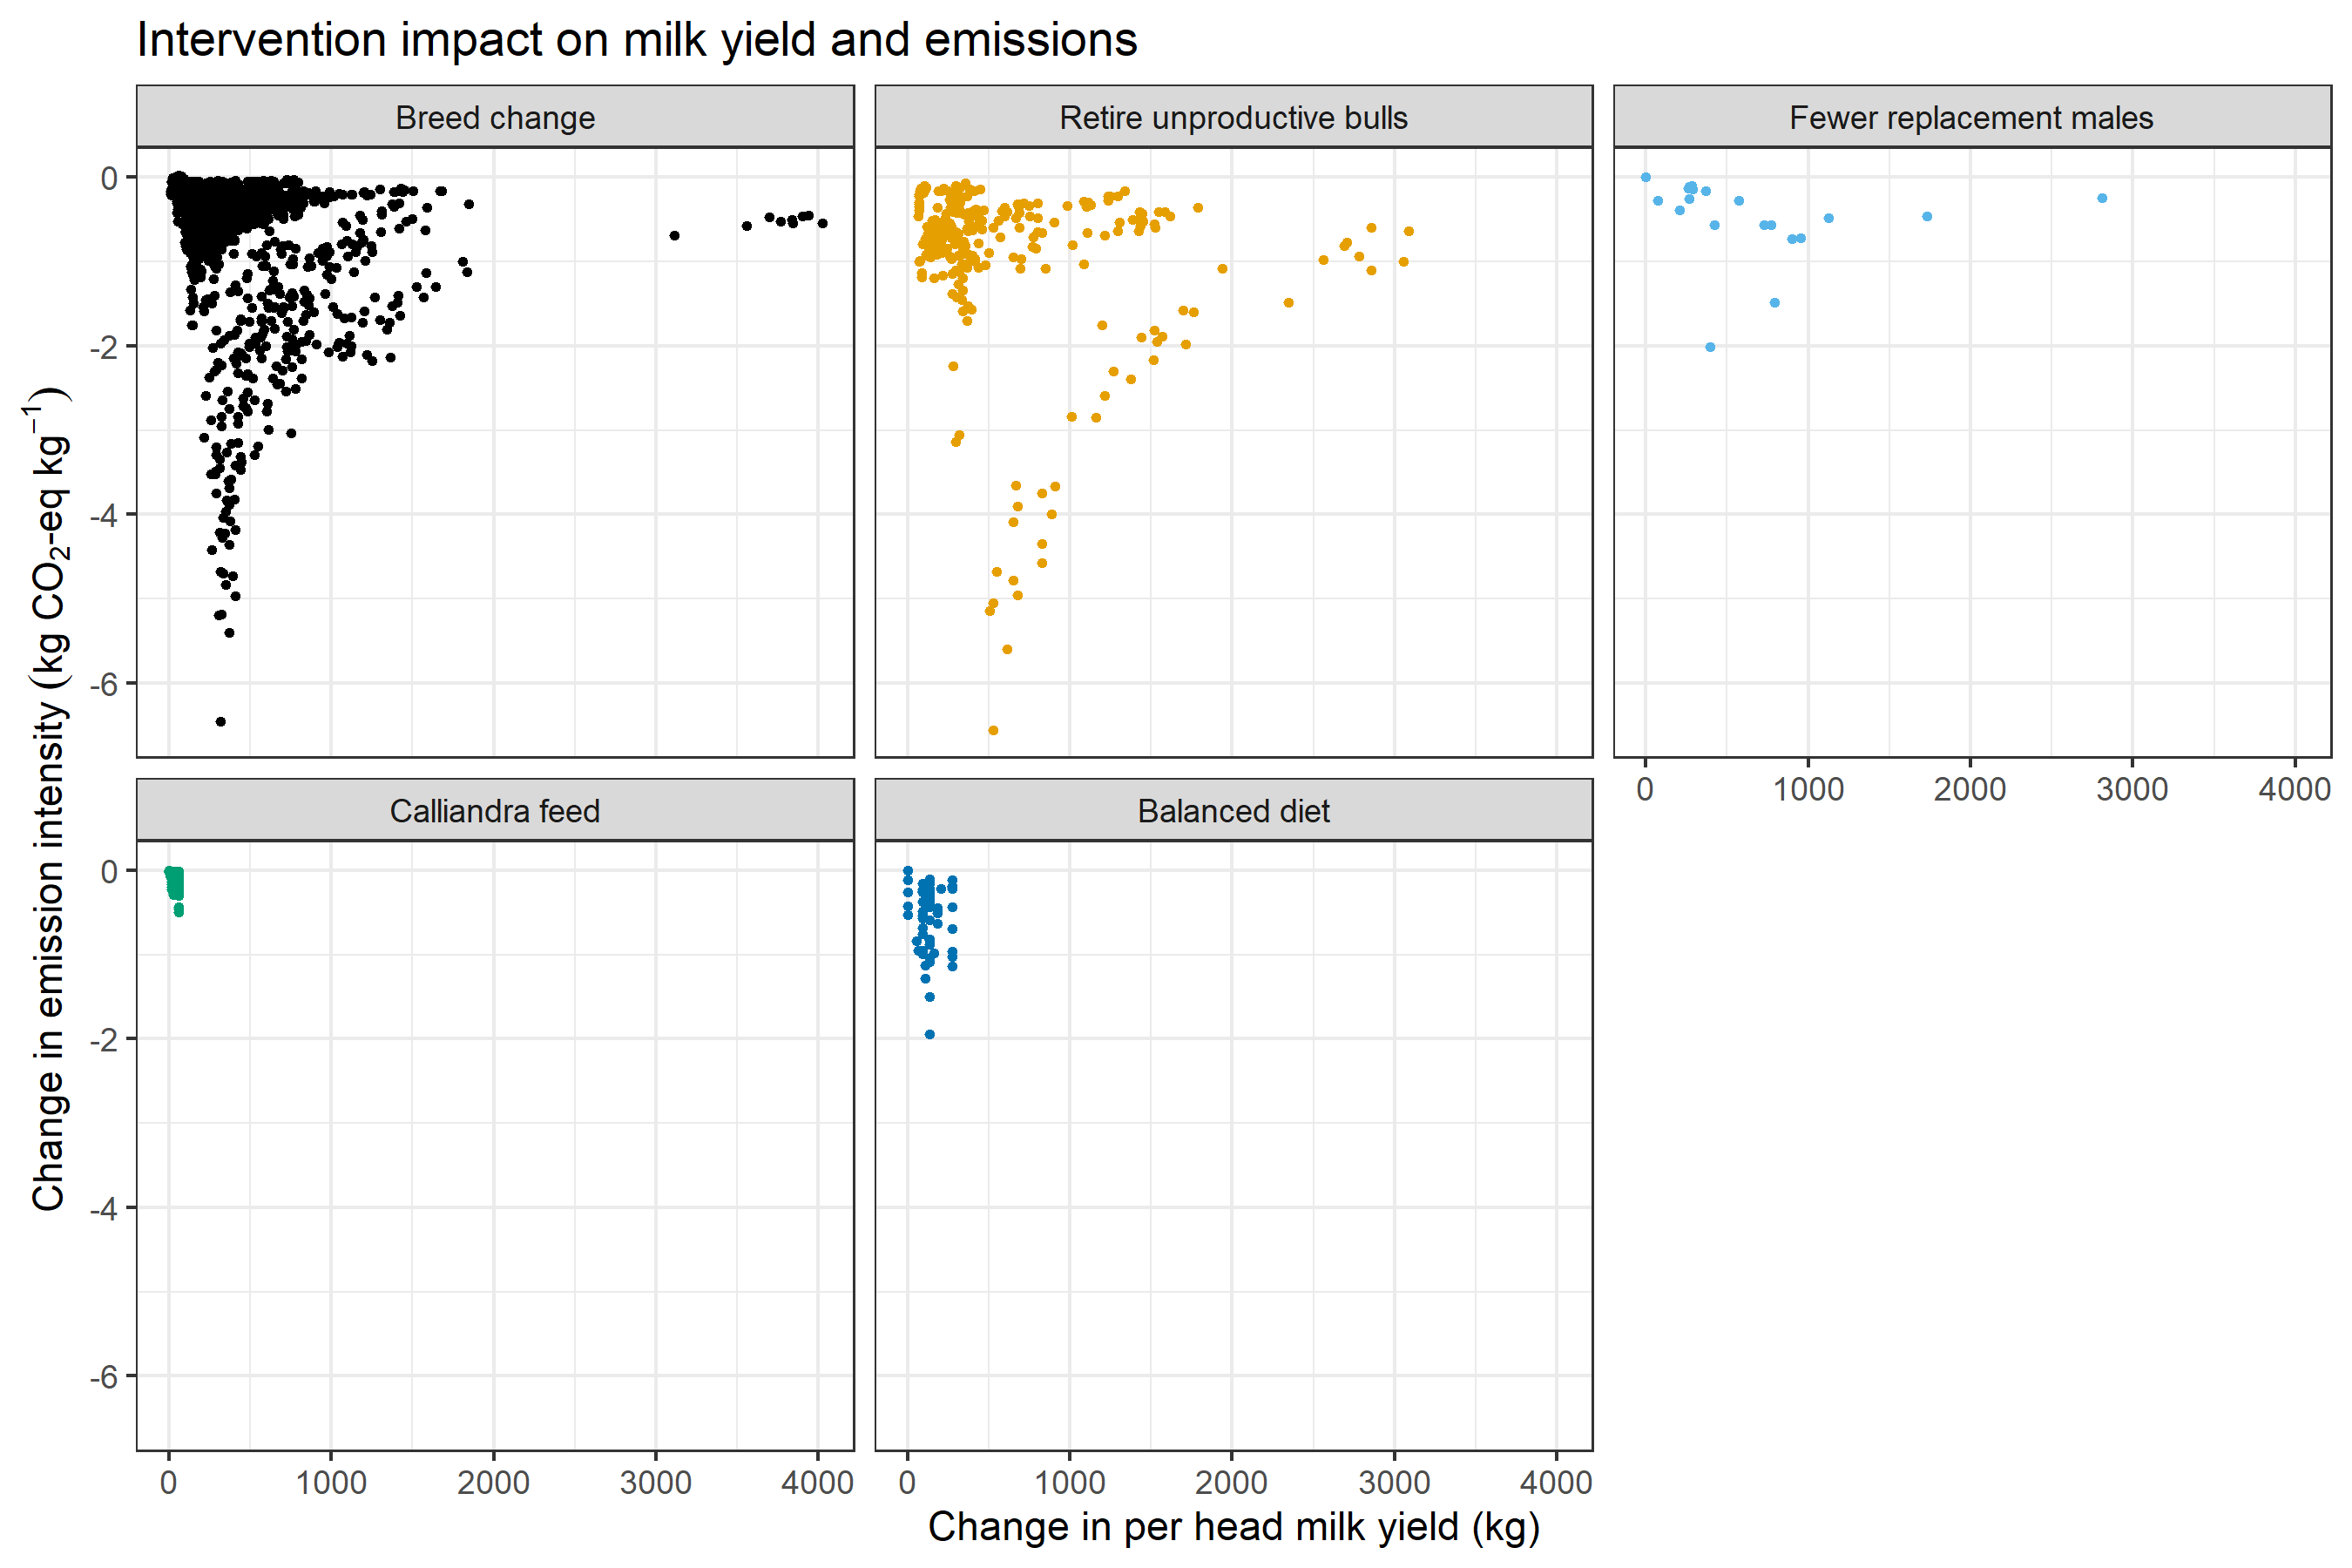 Intervention impact on milk yield and emissions
Breed change
Retire unproductive bulls
Fewer replacement males
0
-2
-4
-6
0 1000 2000 3000 4000
Calliandra feed
Balanced diet
0
-2
-4
-6
0 1000 2000 3000 4000
0 1000 2000 3000 4000
Change in per head milk yield (kg)
Change in emission intensity (kg CO₂-eq kg⁻¹)